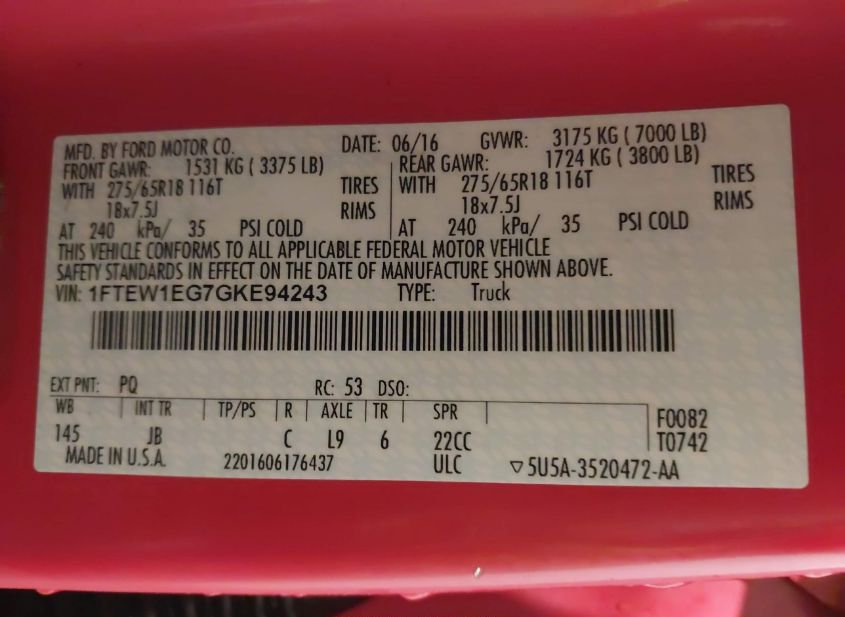 MFD. BY FORD MOTOR CO. DATE: 06/16 GVWR: 3175 KG ( 7000 LB)
FRONT GAWR: 1531 KG ( 3375 LB) REAR GAWR: 1724 KG ( 3800 LB)
WITH 275/65R18 116T TIRES WITH 275/65R18 116T TIRES
18x7.5J RIMS 18x7.5J RIMS
AT 240 kPa/ 35 PSI COLD AT 240 kPa/ 35 PSI COLD
THIS VEHICLE CONFORMS TO ALL APPLICABLE FEDERAL MOTOR VEHICLE
SAFETY STANDARDS IN EFFECT ON THE DATE OF MANUFACTURE SHOWN ABOVE.
VIN: 1FTEW1EG7GKE94243 TYPE: Truck
EXT PNT: PQ RC: 53 DSO:
WB INT TR TP/PS R AXLE TR SPR F0082
145 JB C L9 6 22CC T0742
MADE IN U.S.A. 2201606176437 ULC ▽5U5A-3520472-AA